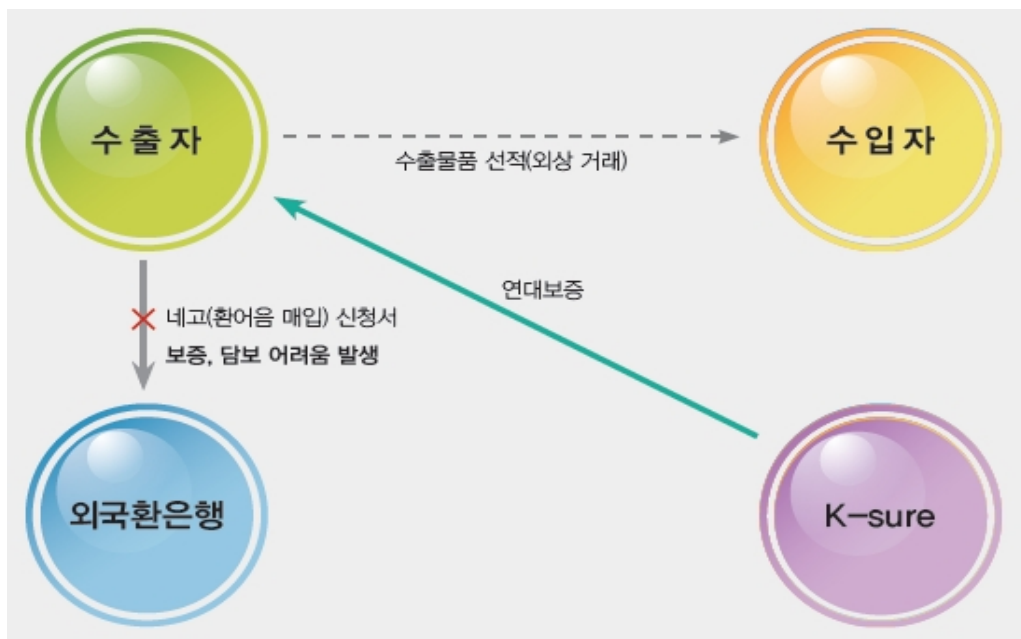 수 출 자
수 입 자
수출물품 선적(외상 거래)
연대보증
네고(환어음 매입) 신청서
보증, 담보 어려움 발생
외국환은행
K-sure